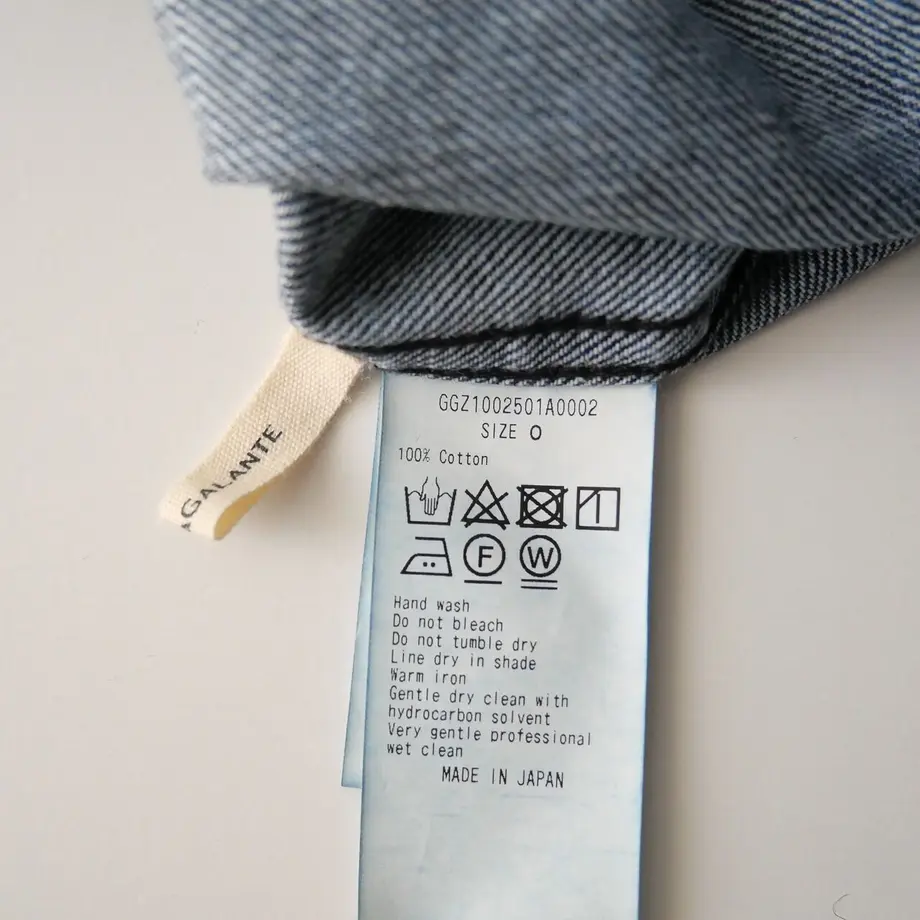 GALANTE
GGZ1002501A0002
SIZE O
100% Cotton
F W
Hand wash
Do not bleach
Do not tumble dry
Line dry in shade
Warm iron
Gentle dry clean with
hydrocarbon solvent
Very gentle professional
wet clean
MADE IN JAPAN